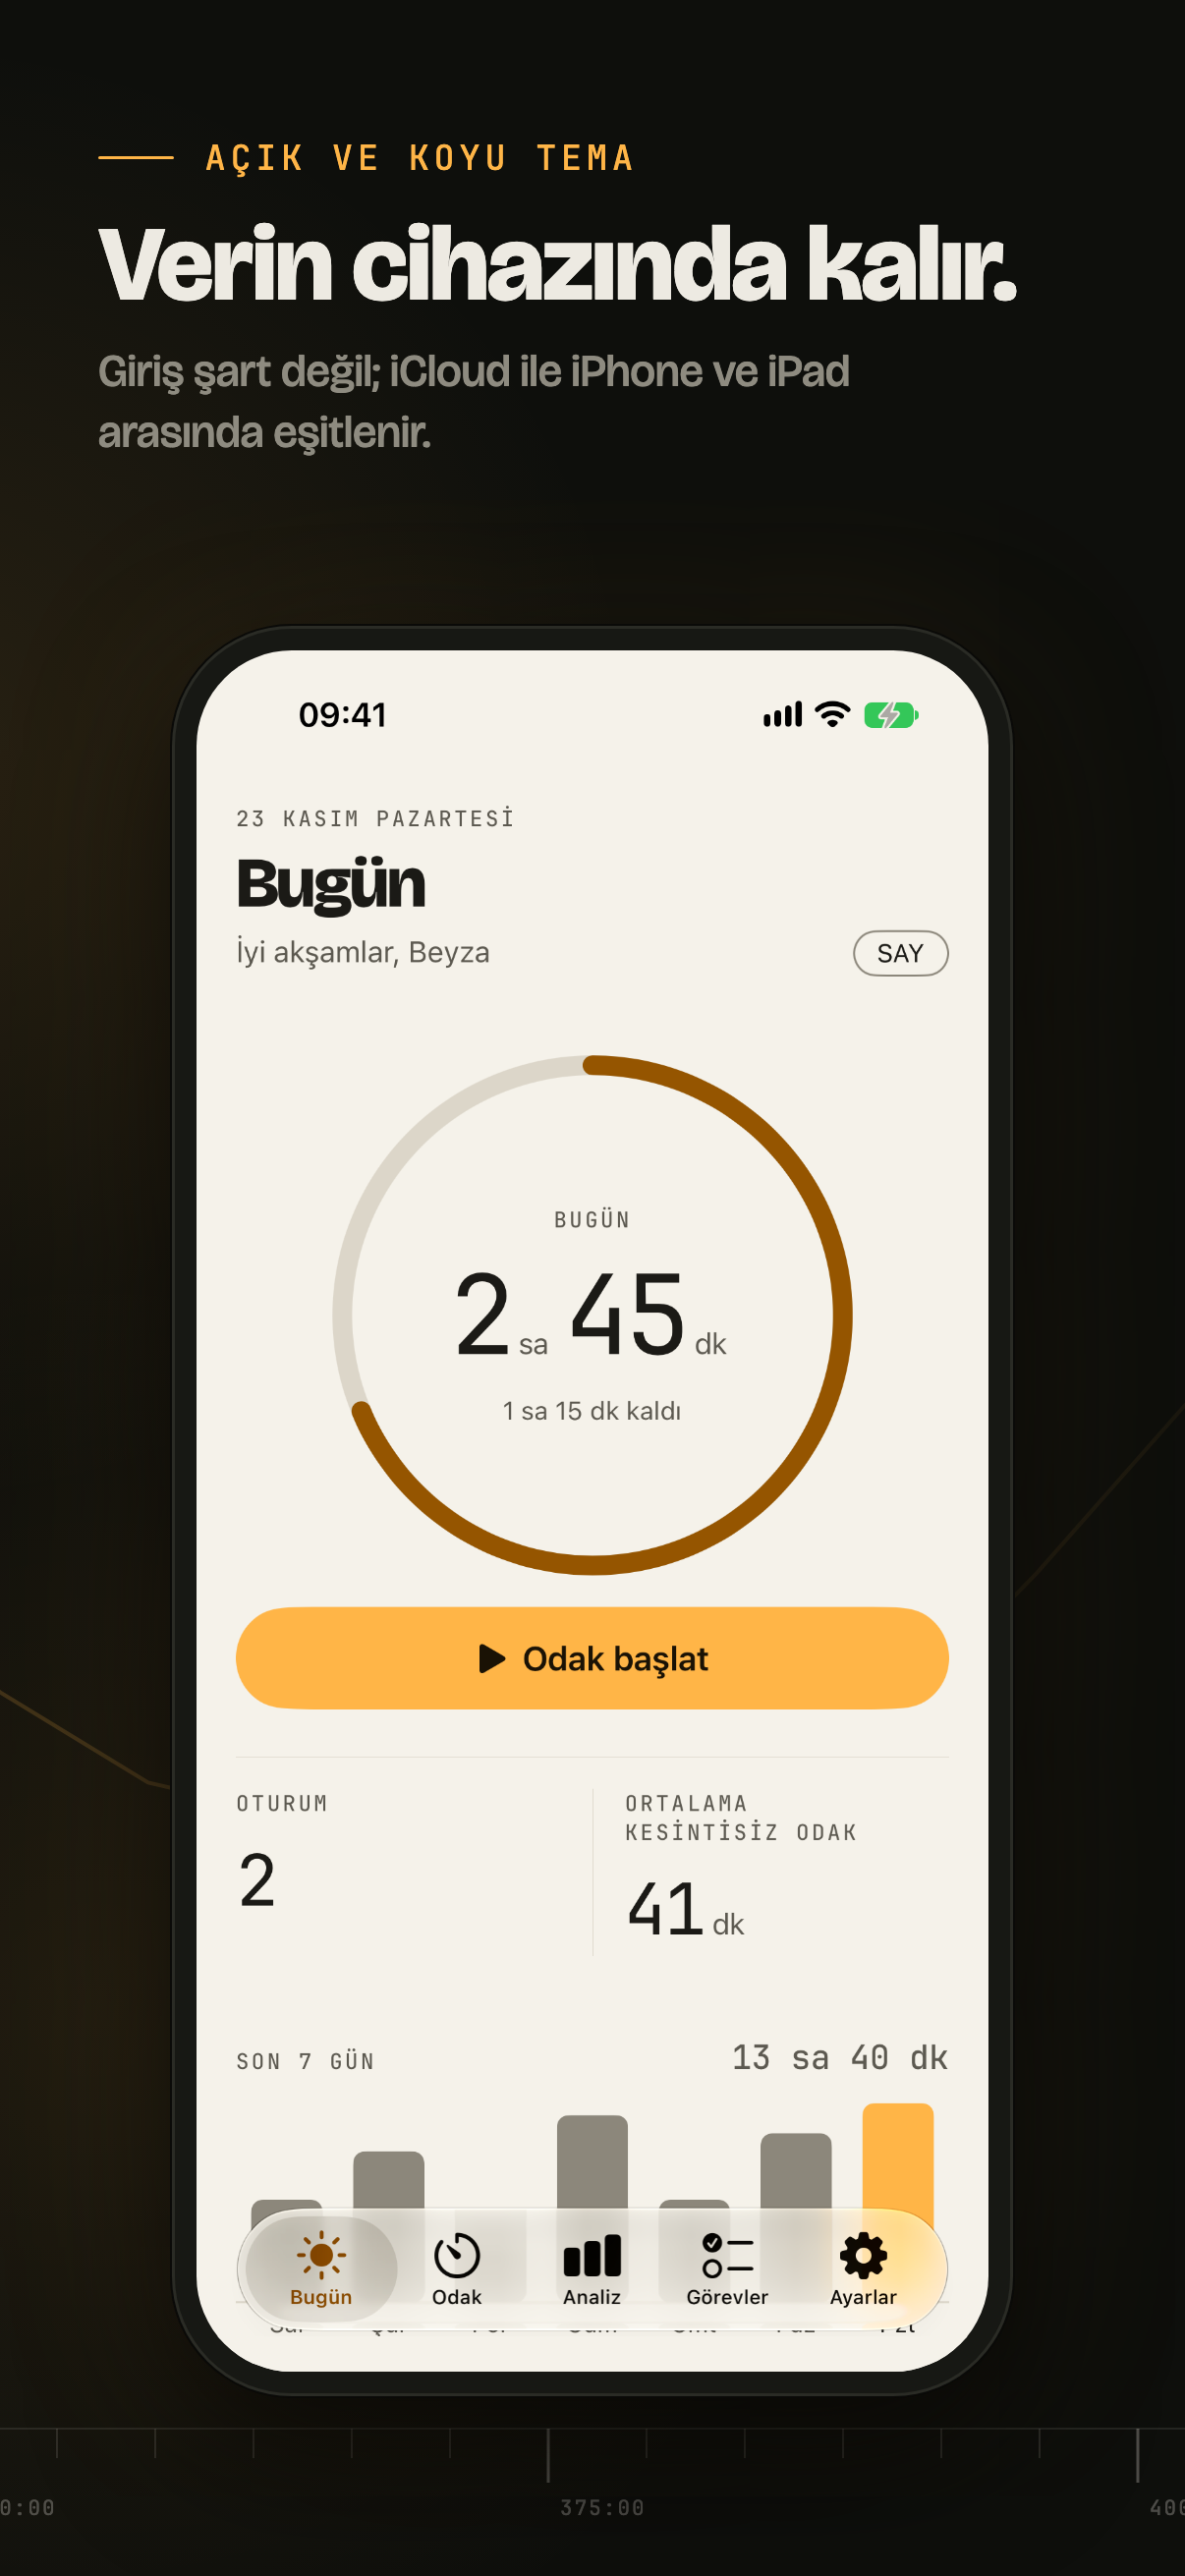 AÇIK VE KOYU TEMA
Verin cihazında kalır.
Giriş şart değil; iCloud ile iPhone ve iPad
arasında eşitlenir.
09:41
23 KASIM PAZARTESİ
Bugün
İyi akşamlar, Beyza
SAY
BUGÜN
2 sa 45 dk
1 sa 15 dk kaldı
Odak başlat
OTURUM
2
ORTALAMA
KESİNTİSİZ ODAK
41 dk
SON 7 GÜN
13 sa 40 dk
Bugün
Odak
Analiz
Görevler
Ayarlar
375:00